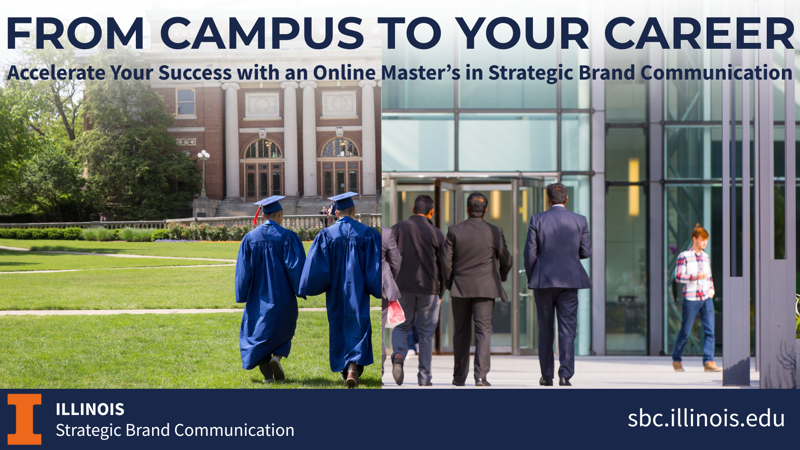 FROM CAMPUS TO YOUR CAREER
Accelerate Your Success with an Online Master's in Strategic Brand Communication
I
ILLINOIS
Strategic Brand Communication
sbc.illinois.edu